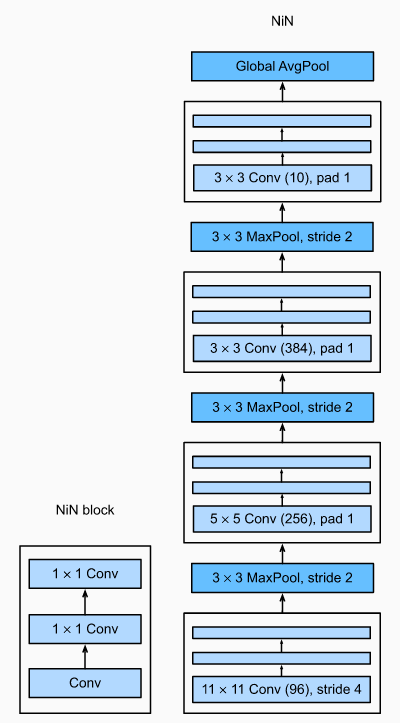 NiN
Global AvgPool
3 × 3 Conv (10), pad 1
3 × 3 MaxPool, stride 2
3 × 3 Conv (384), pad 1
3 × 3 MaxPool, stride 2
5 × 5 Conv (256), pad 1
3 × 3 MaxPool, stride 2
11 × 11 Conv (96), stride 4
NiN block
1 × 1 Conv
1 × 1 Conv
Conv